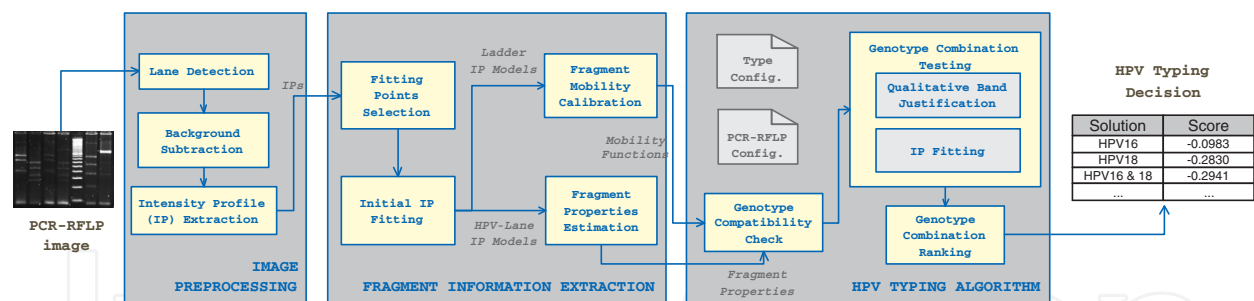 PCR-RFLP
image
Lane Detection
Background
Subtraction
Intensity Profile
(IP) Extraction
IMAGE
PREPROCESSING
IPs
Fitting
Points
Selection
Initial IP
Fitting
Ladder
IP Models
HPV-Lane
IP Models
Fragment
Mobility
Calibration
Fragment
Properties
Estimation
FRAGMENT INFORMATION EXTRACTION
Mobility
Functions
Fragment
Properties
Type
Config.
PCR-RFLP
Config.
Genotype
Compatibility
Check
Genotype Combination
Testing
Qualitative Band
Justification
IP Fitting
Genotype
Combination
Ranking
HPV TYPING ALGORITHM
HPV Typing
Decision
Solution Score
HPV16 -0.0983
HPV18 -0.2830
HPV16 & 18 -0.2941
... ...